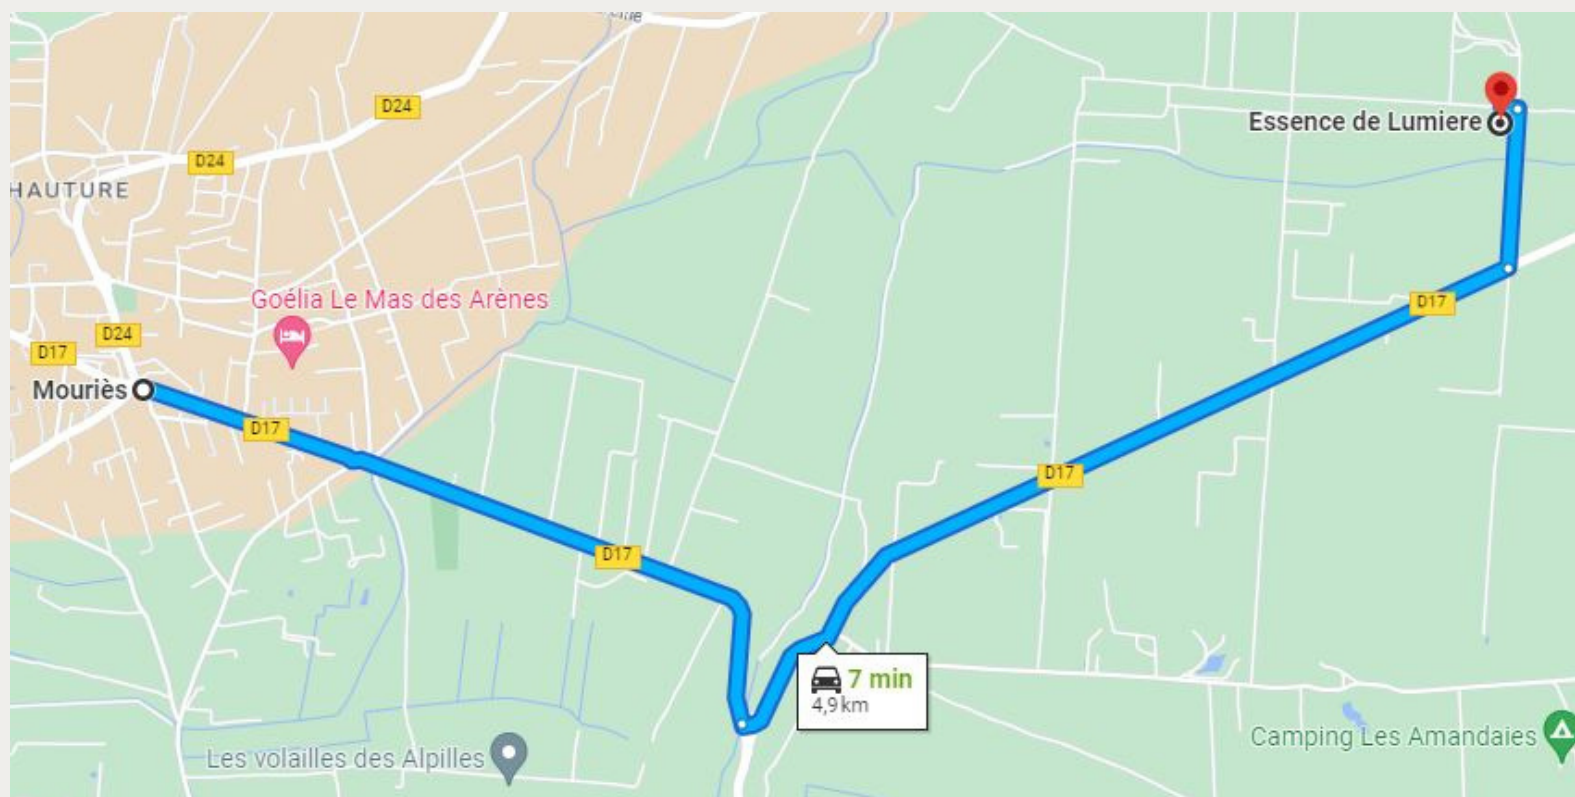 D24
D24
HAUTURE
Essence de Lumiere
Goélia Le Mas des Arènes
D17
D24
D17
Mouriès
D17
D17
D17
7 min
4,9 km
Camping Les Amandaies
Les volailles des Alpilles